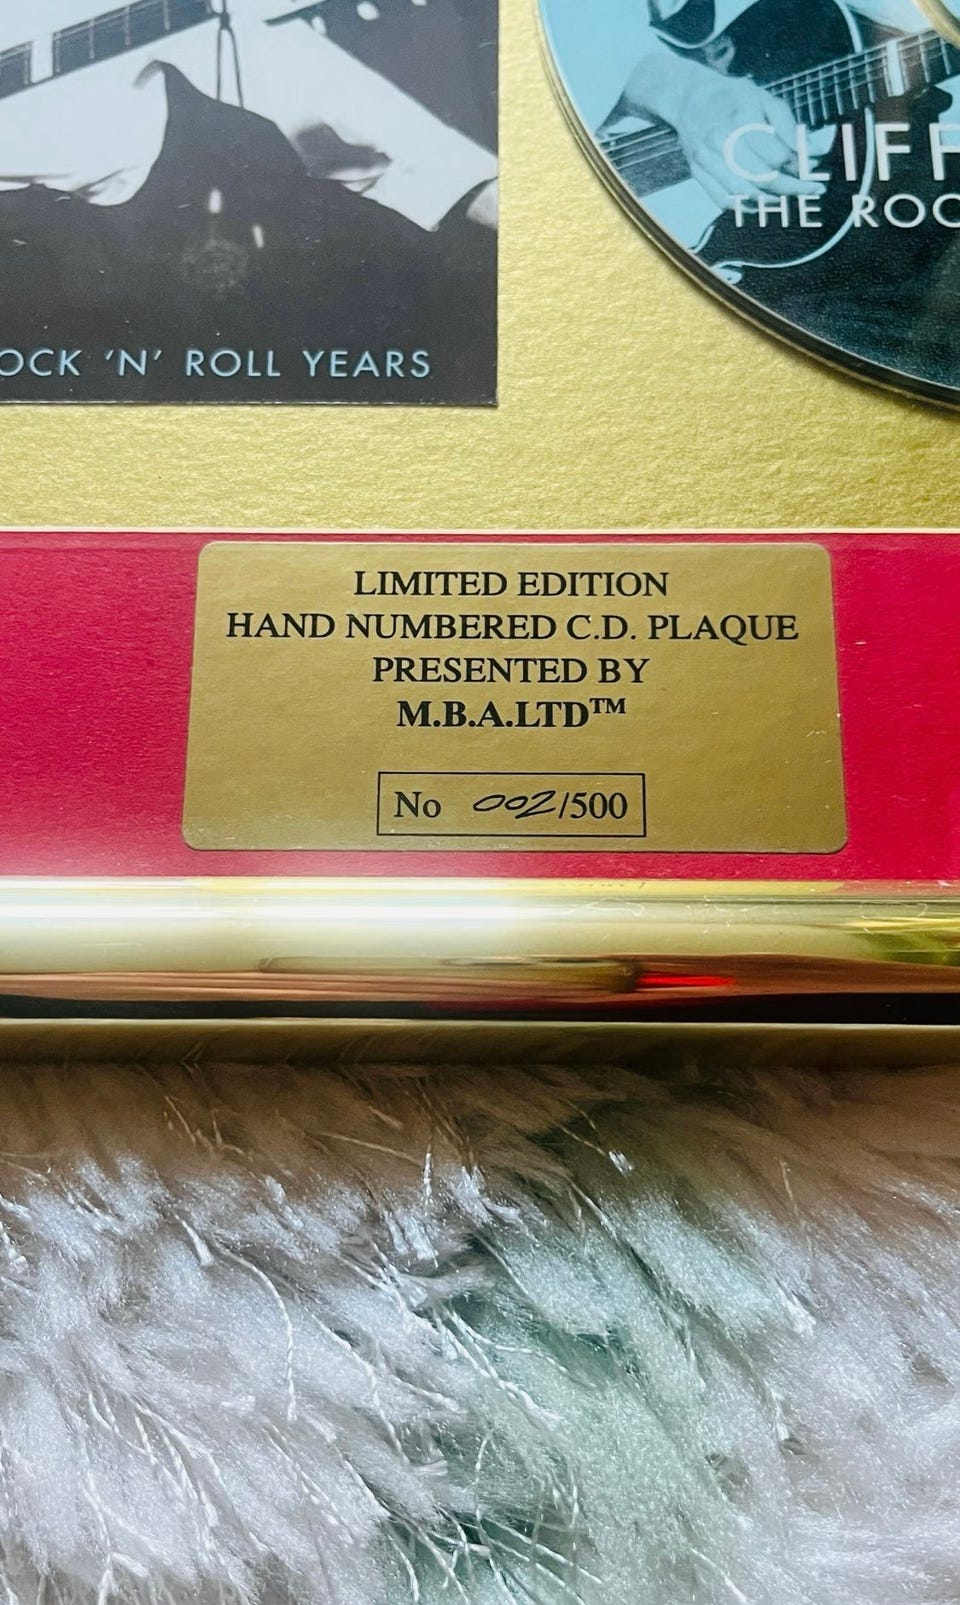 CLIFF
THE ROC
OCK 'N' ROLL YEARS
LIMITED EDITION
HAND NUMBERED C.D. PLAQUE
PRESENTED BY
M.B.A.LTD™
No 002/500